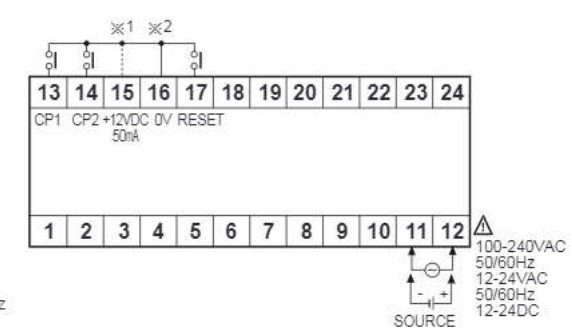 ※1 ※2
13 14 15 16 17 18 19 20 21 22 23 24
CP1 CP2 +12VDC 0V RESET
50mA
1 2 3 4 5 6 7 8 9 10 11 12
100-240VAC
50/60Hz
12-24VAC
50/60Hz
12-24DC
- +
SOURCE
z